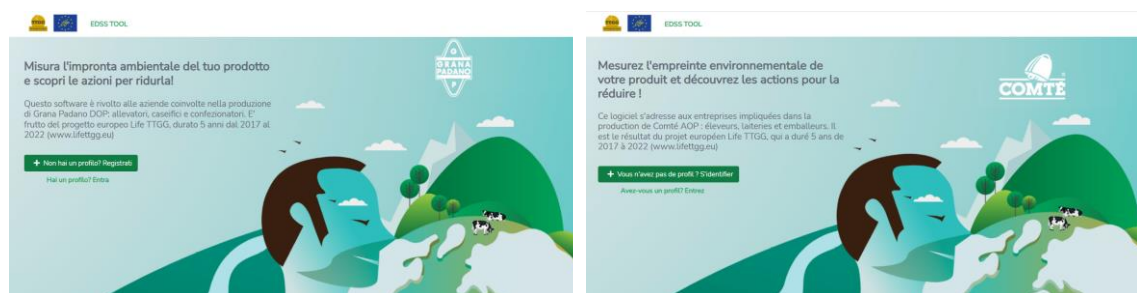 TTGG
EDSS TOOL
GRANA
PADANO
Misura l'impronta ambientale del tuo prodotto
e scopri le azioni per ridurla!
Questo software è rivolto alle aziende coinvolte nella produzione
di Grana Padano DOP: allevatori, caseifici e confezionatori. E'
frutto del progetto europeo Life TTGG, durato 5 anni dal 2017 al
2022 (www.lifettgg.eu)
+ Non hai un profilo? Registrati
Hai un profilo? Entra
TTGG
EDSS TOOL
COMTÉ
Mesurez l'empreinte environnementale de
votre produit et découvrez les actions pour la
réduire !
Ce logiciel s'adresse aux entreprises impliquées dans la
production de Comté AOP : éleveurs, laiteries et emballeurs. Il
est le résultat du projet européen Life TTGG, qui a duré 5 ans de
2017 à 2022 (www.lifettgg.eu)
+ Vous n'avez pas de profil ? S'identifier
Avez-vous un profil? Entrez